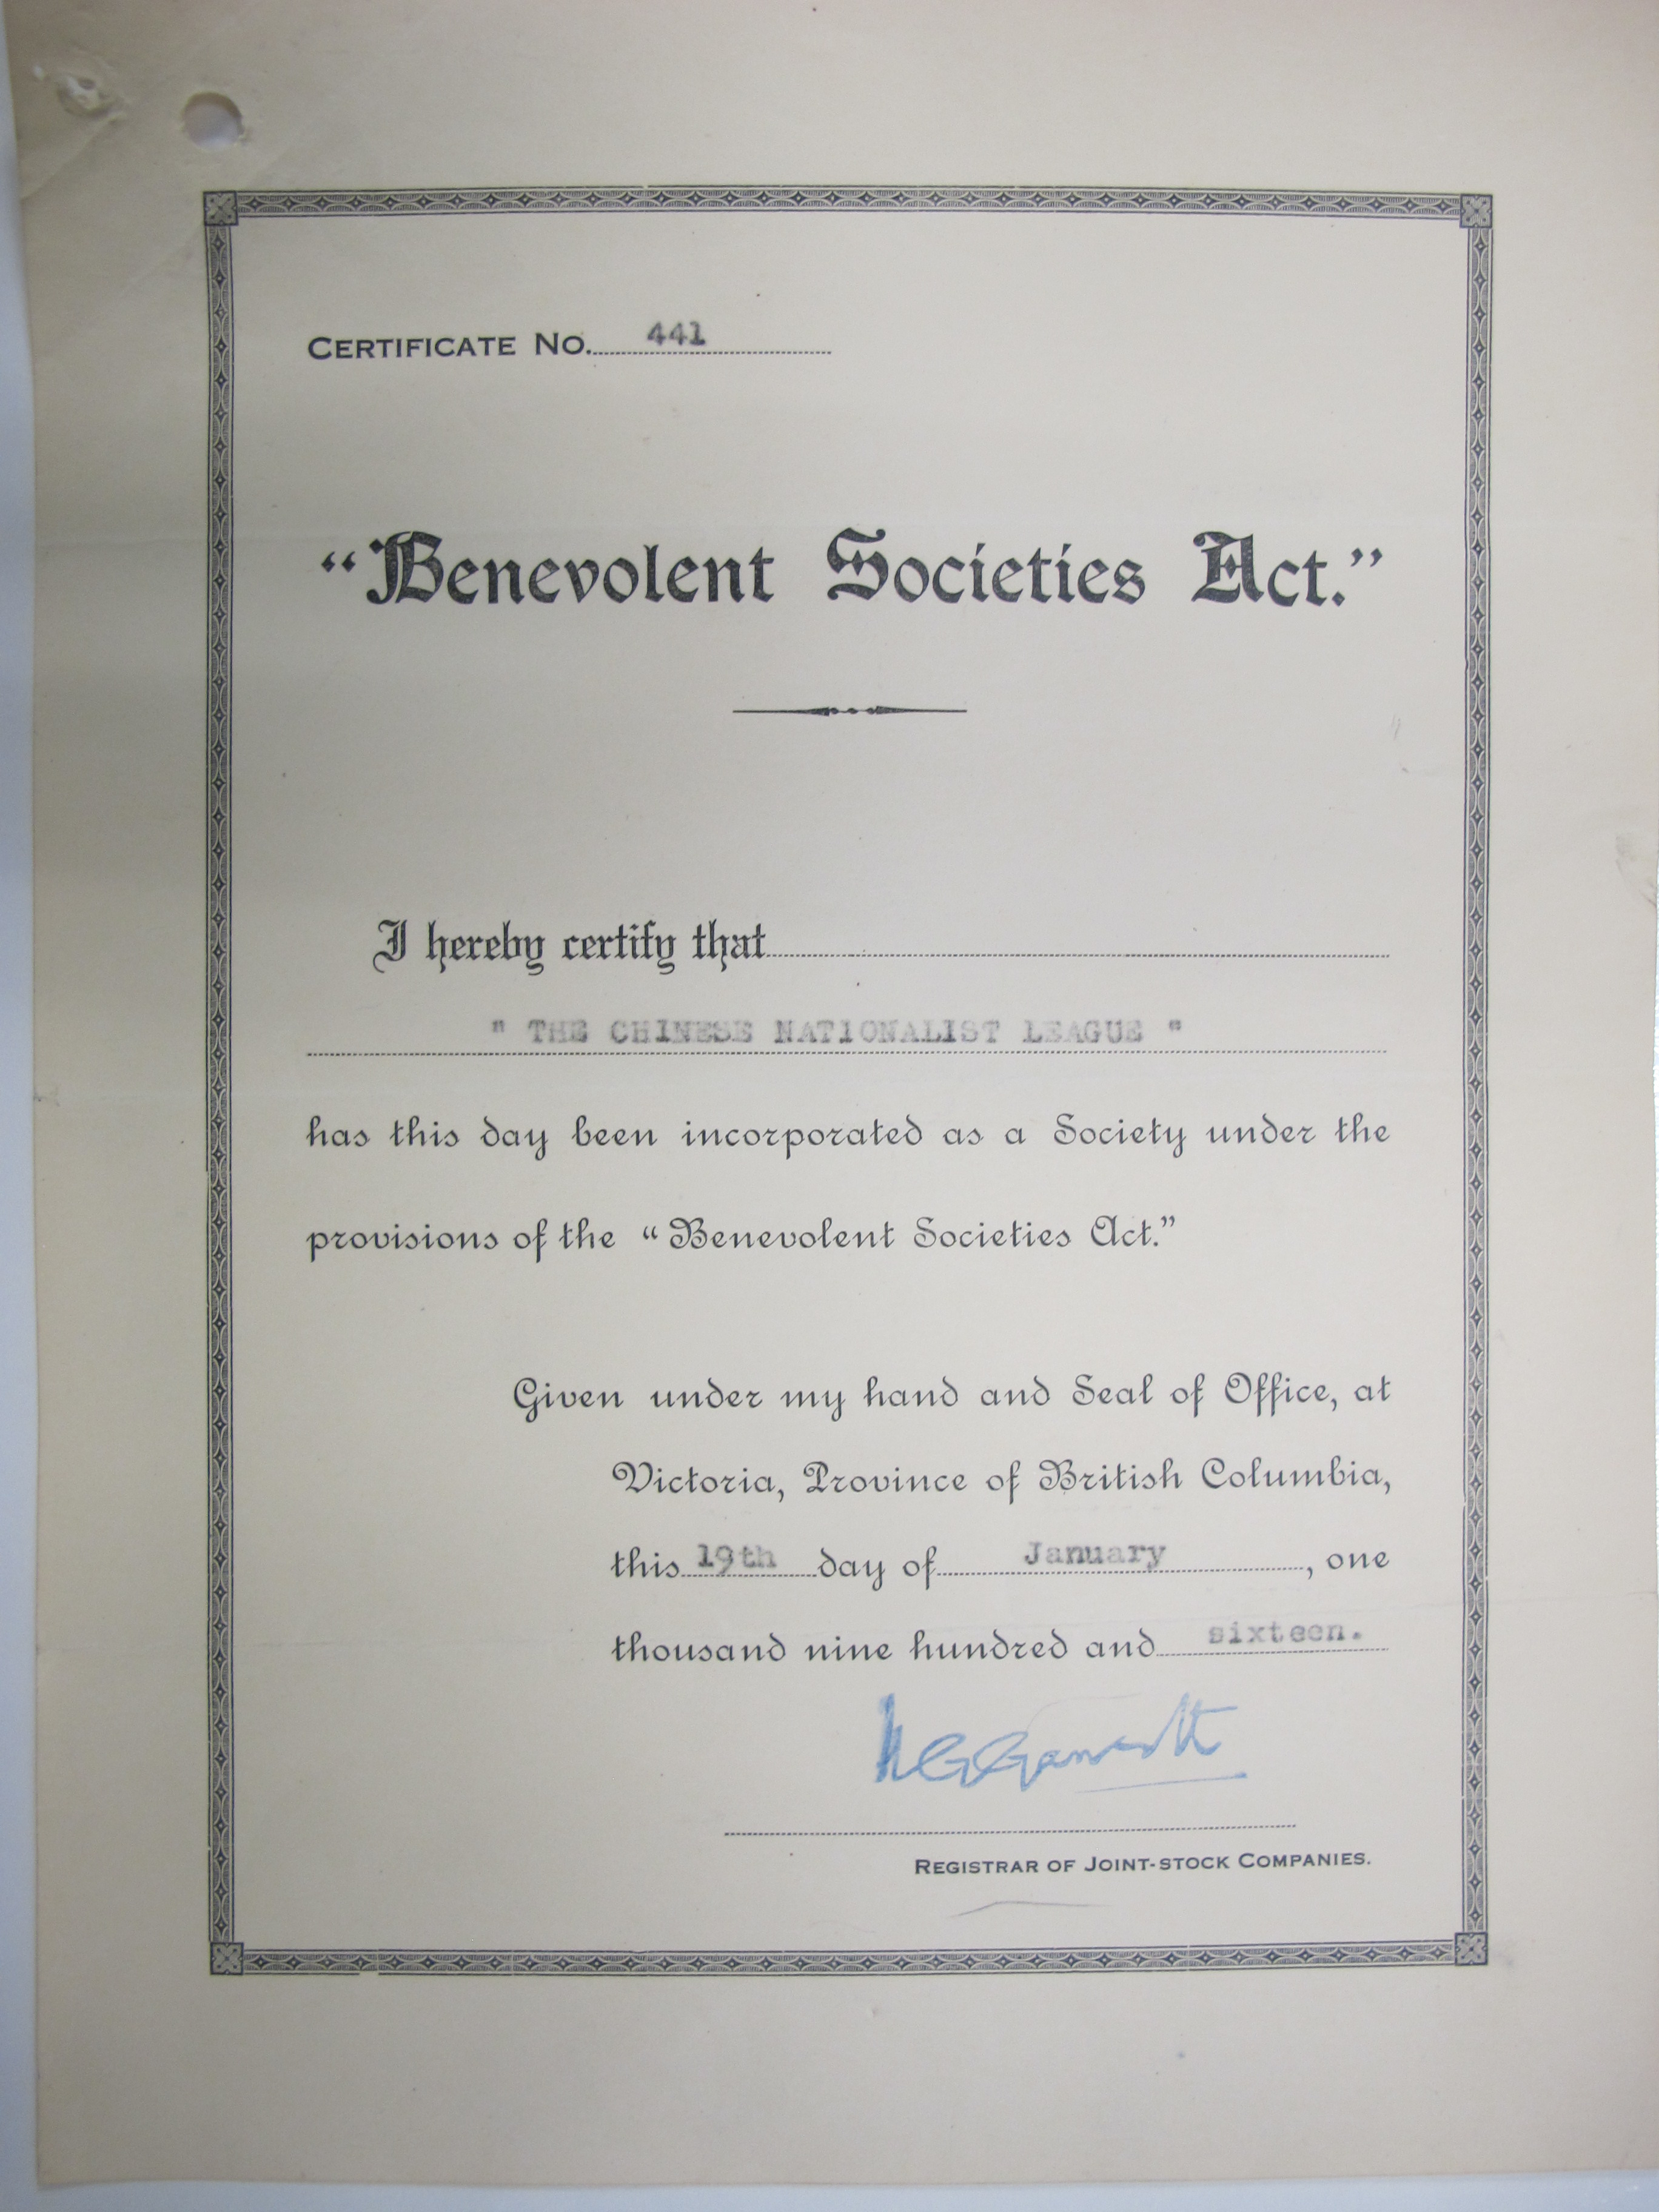 CERTIFICATE NO. 441
“Benevolent Societies Act.”
I hereby certify that
" THE CHINESE NATIONALIST LEAGUE "
has this day been incorporated as a Society under the
provisions of the “Benevolent Societies Act.”
Given under my hand and Seal of Office, at
Victoria, Province of British Columbia,
this 19th day of January, one
thousand nine hundred and sixteen.
REGISTRAR OF JOINT-STOCK COMPANIES.